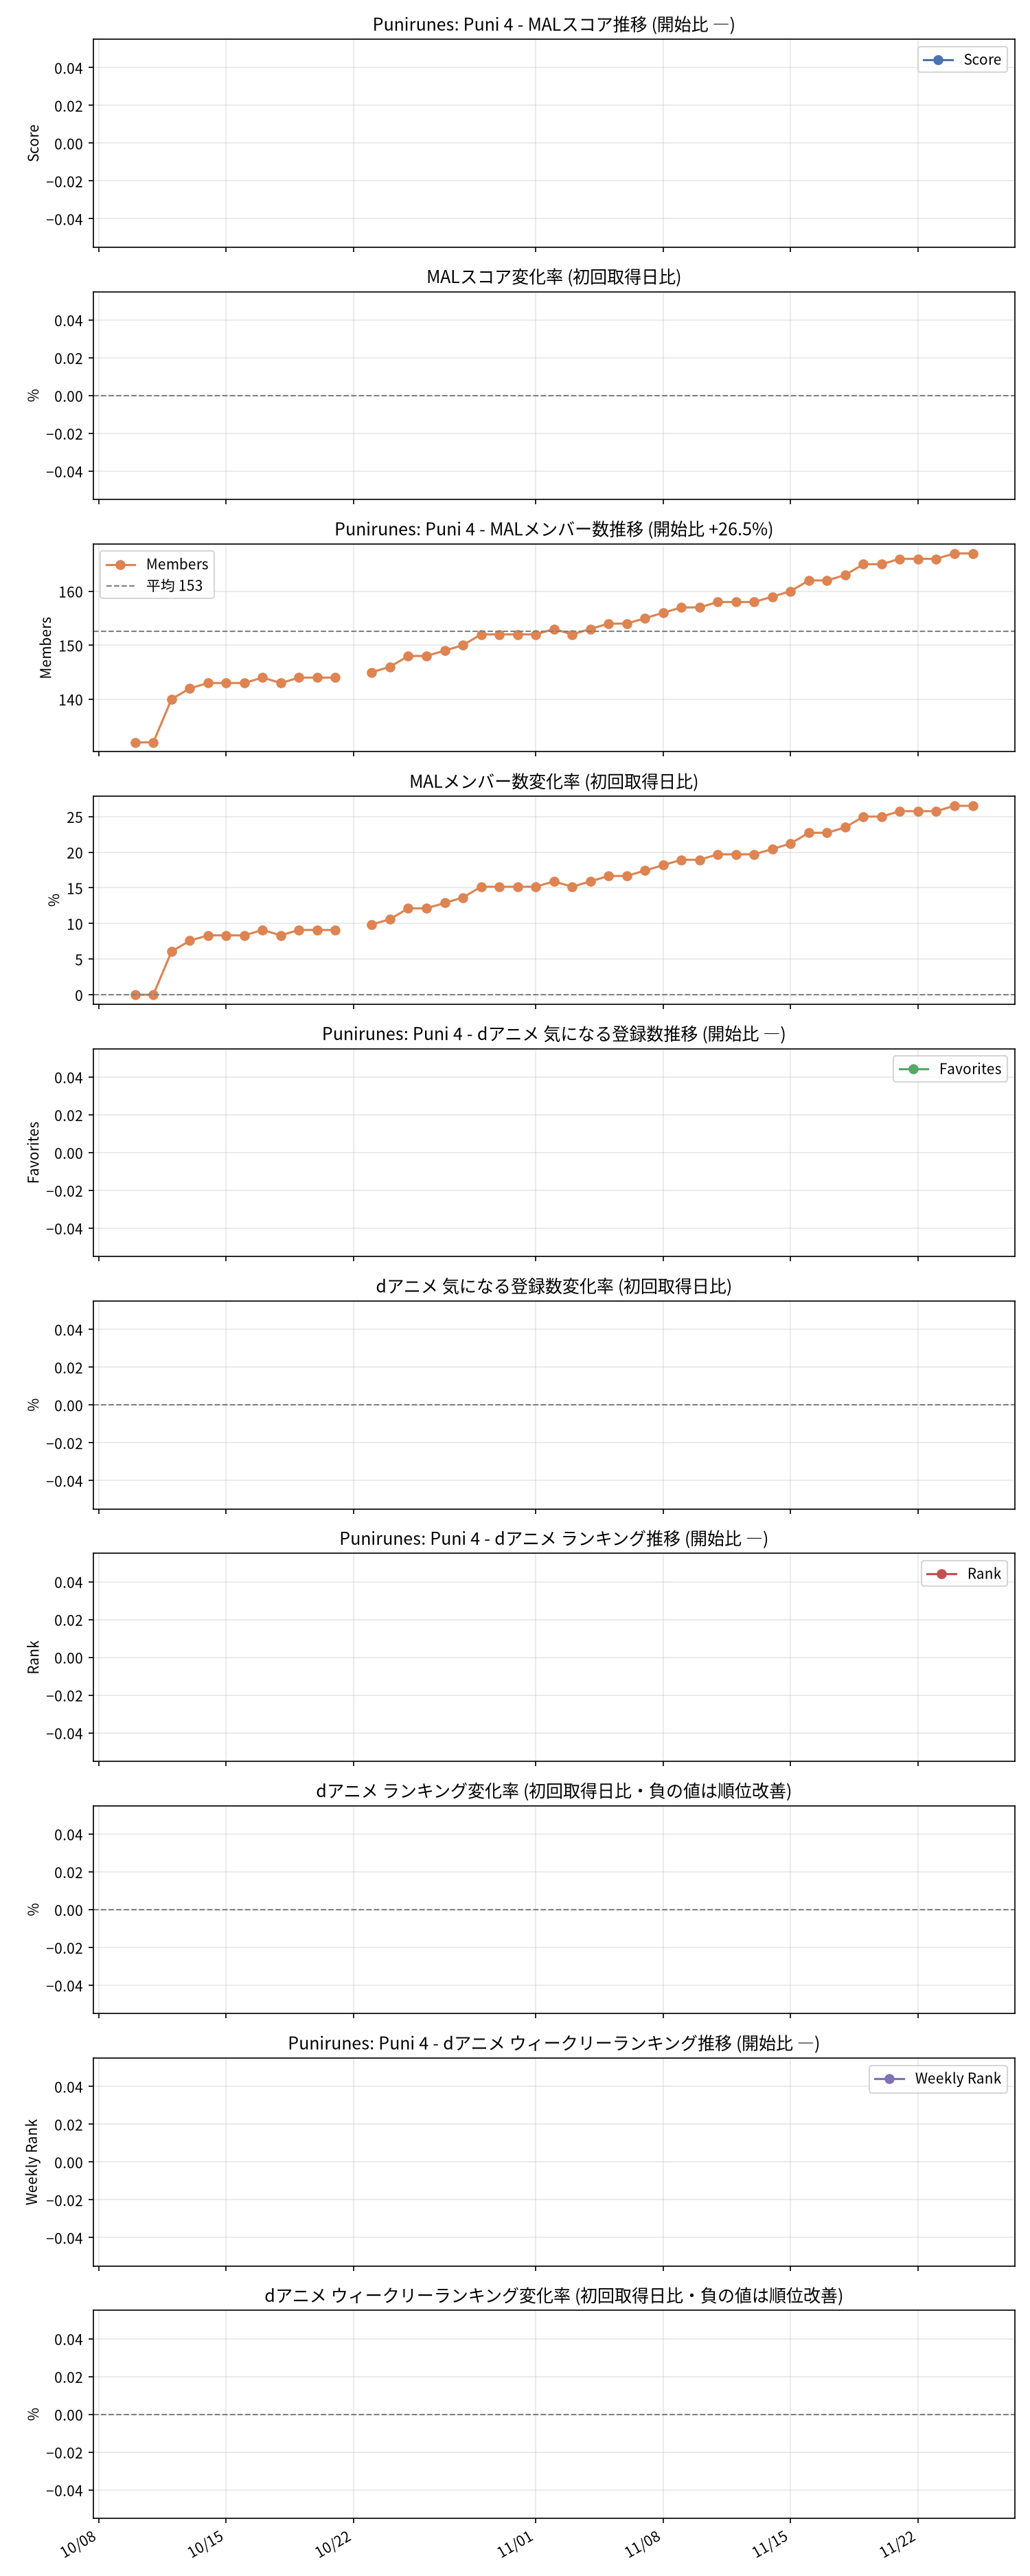 Punirunes: Puni 4 - MALスコア推移 (開始比 —)
Score
0.04
0.02
0.00
−0.02
−0.04
Score
MALスコア変化率 (初回取得日比)
0.04
0.02
0.00
−0.02
−0.04
%
Punirunes: Puni 4 - MALメンバー数推移 (開始比 +26.5%)
Members
平均 153
160
150
140
Members
MALメンバー数変化率 (初回取得日比)
25
20
15
10
5
0
%
Punirunes: Puni 4 - dアニメ 気になる登録数推移 (開始比 —)
Favorites
0.04
0.02
0.00
−0.02
−0.04
Favorites
dアニメ 気になる登録数変化率 (初回取得日比)
0.04
0.02
0.00
−0.02
−0.04
%
Punirunes: Puni 4 - dアニメ ランキング推移 (開始比 —)
Rank
0.04
0.02
0.00
−0.02
−0.04
Rank
dアニメ ランキング変化率 (初回取得日比・負の値は順位改善)
0.04
0.02
0.00
−0.02
−0.04
%
Punirunes: Puni 4 - dアニメ ウィークリーランキング推移 (開始比 —)
Weekly Rank
0.04
0.02
0.00
−0.02
−0.04
Weekly Rank
dアニメ ウィークリーランキング変化率 (初回取得日比・負の値は順位改善)
0.04
0.02
0.00
−0.02
−0.04
%
10/08
10/15
10/22
11/01
11/08
11/15
11/22